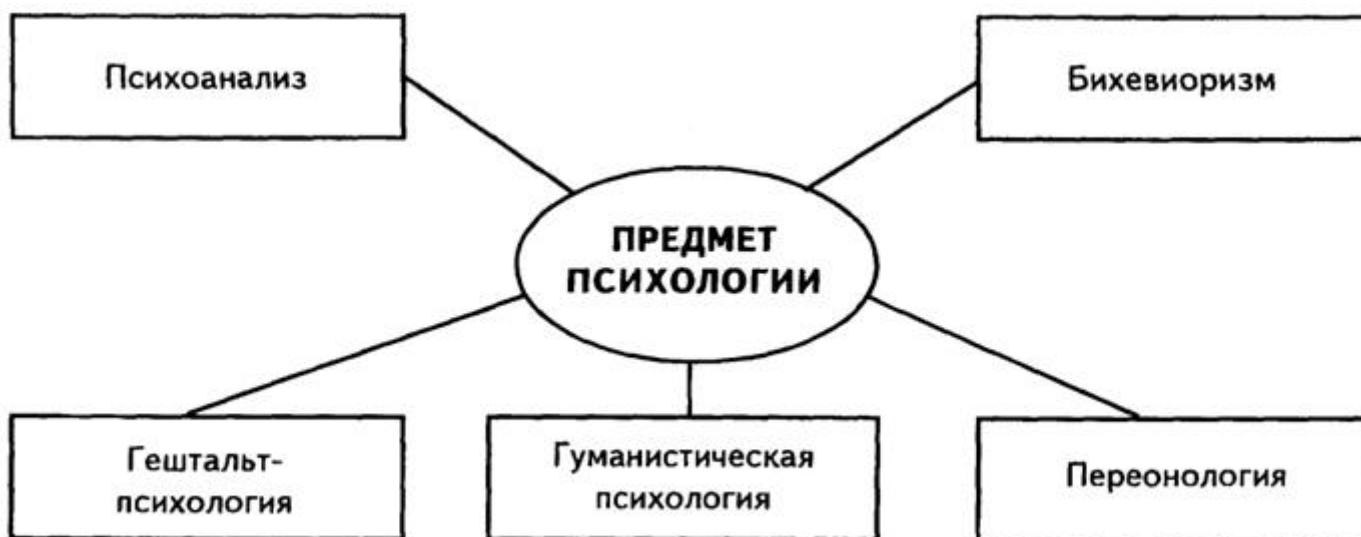 Психоанализ
Бихевиоризм
ПРЕДМЕТ
ПСИХОЛОГИИ
Гештальт-
психология
Гуманистическая
психология
Переонология